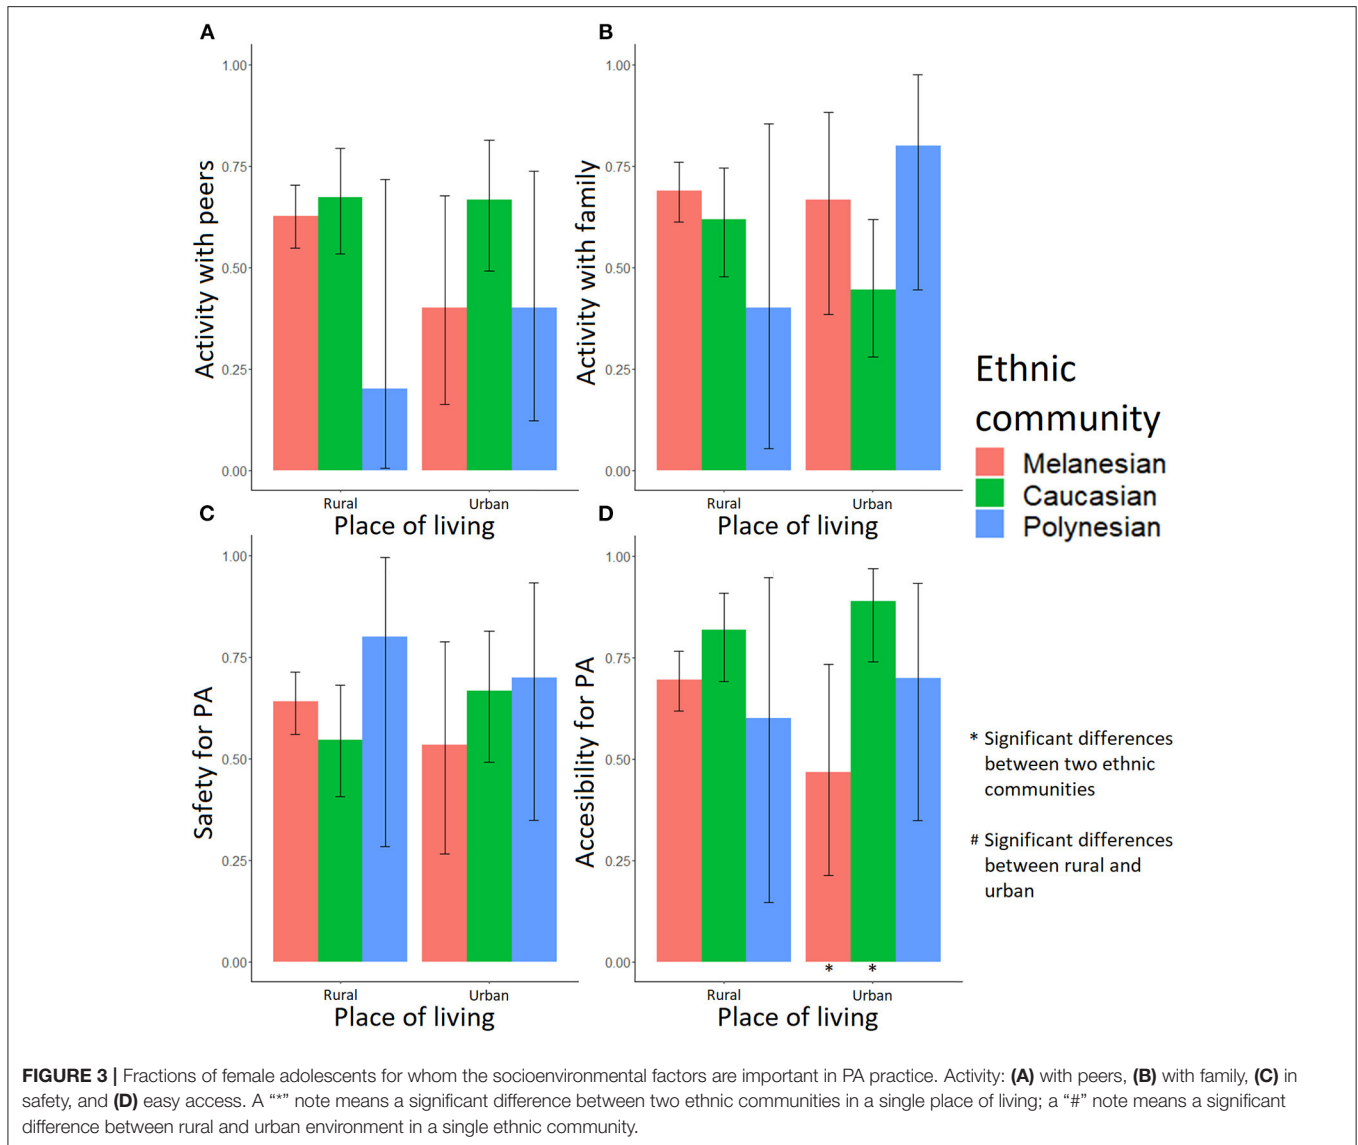 A
1.00
0.75
0.50
0.25
0.00
Activity with peers
Rural
Urban
Place of living
B
1.00
0.75
0.50
0.25
0.00
Activity with family
Rural
Urban
Place of living
C
1.00
0.75
0.50
0.25
0.00
Safety for PA
Rural
Urban
Place of living
D
1.00
0.75
0.50
0.25
0.00
Accesibility for PA
* *
Rural
Urban
Place of living
Ethnic
community
Melanesian
Caucasian
Polynesian
* Significant differences
between two ethnic
communities
# Significant differences
between rural and
urban
FIGURE 3 | Fractions of female adolescents for whom the socioenvironmental factors are important in PA practice. Activity: (A) with peers, (B) with family, (C) in
safety, and (D) easy access. A “*” note means a significant difference between two ethnic communities in a single place of living; a “#” note means a significant
difference between rural and urban environment in a single ethnic community.